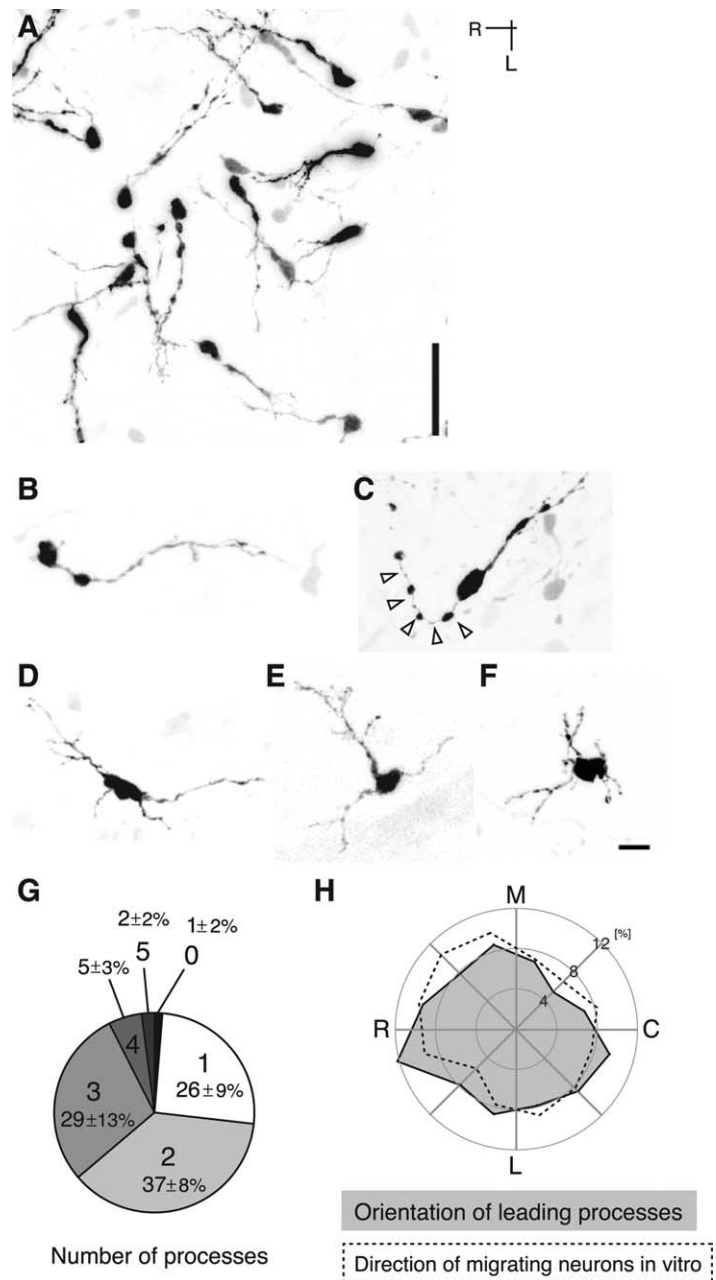 A
R
L
B
C
D
E
F
G
H
2±2%
1±2%
5±3%
5
0
4
1
26±9%
3
29±13%
2
37±8%
Number of processes
M
12 [%]
8
4
R
C
L
Orientation of leading processes
Direction of migrating neurons in vitro